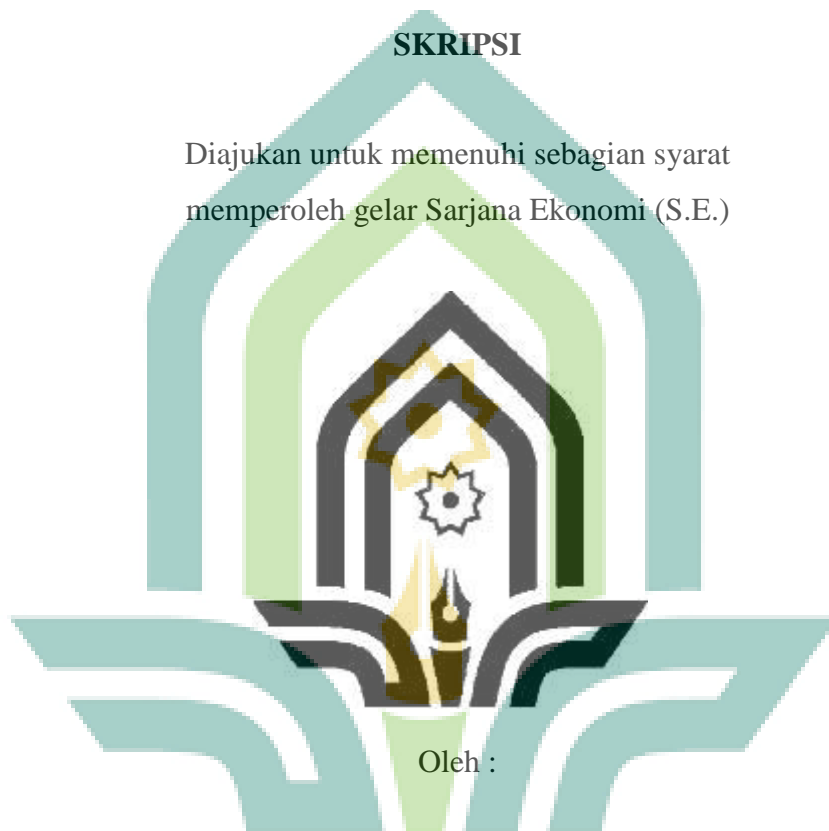 SKRIPSI
Diajukan untuk memenuhi sebagian syarat
memperoleh gelar Sarjana Ekonomi (S.E.)
Oleh :